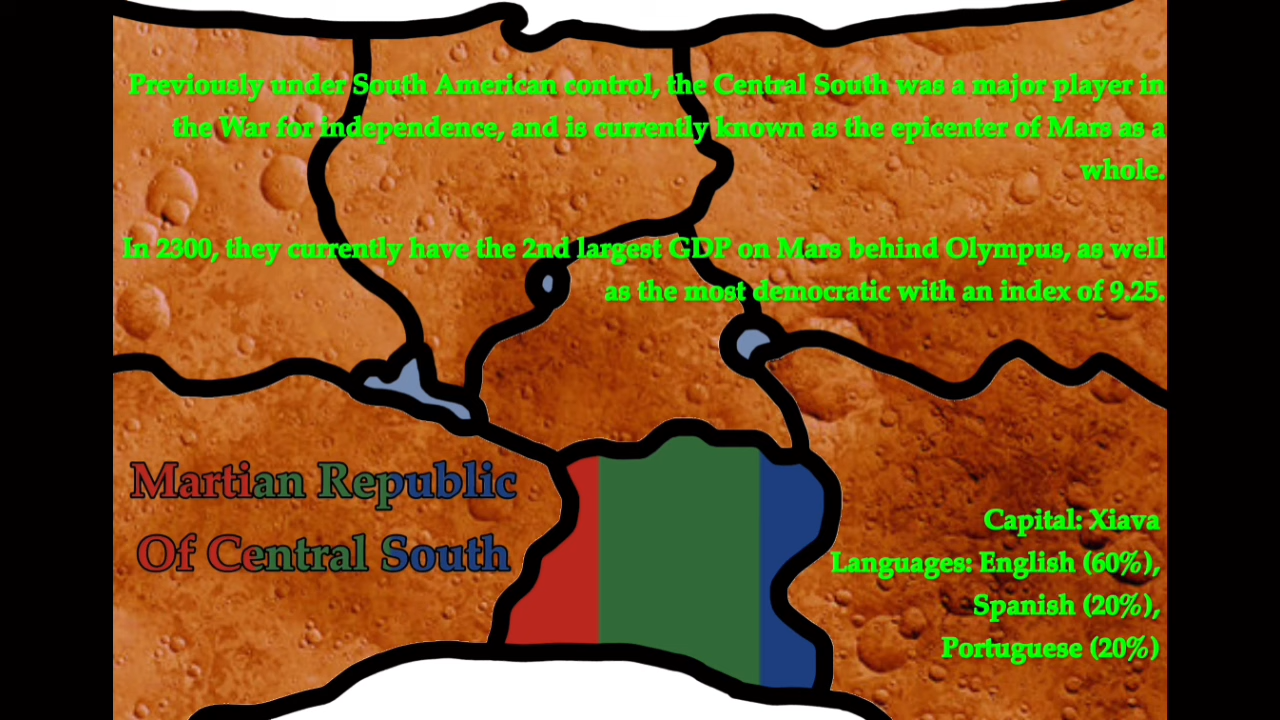 Previously under South American control, the Central South was a major player in
the War for independence, and is currently known as the epicenter of Mars as a
whole.
In 2300, they currently have the 2nd largest GDP on Mars behind Olympus, as well
as the most democratic with an index of 9.25.
Martian Republic
Of Central South
Capital: Xiava
Languages: English (60%),
Spanish (20%),
Portuguese (20%)